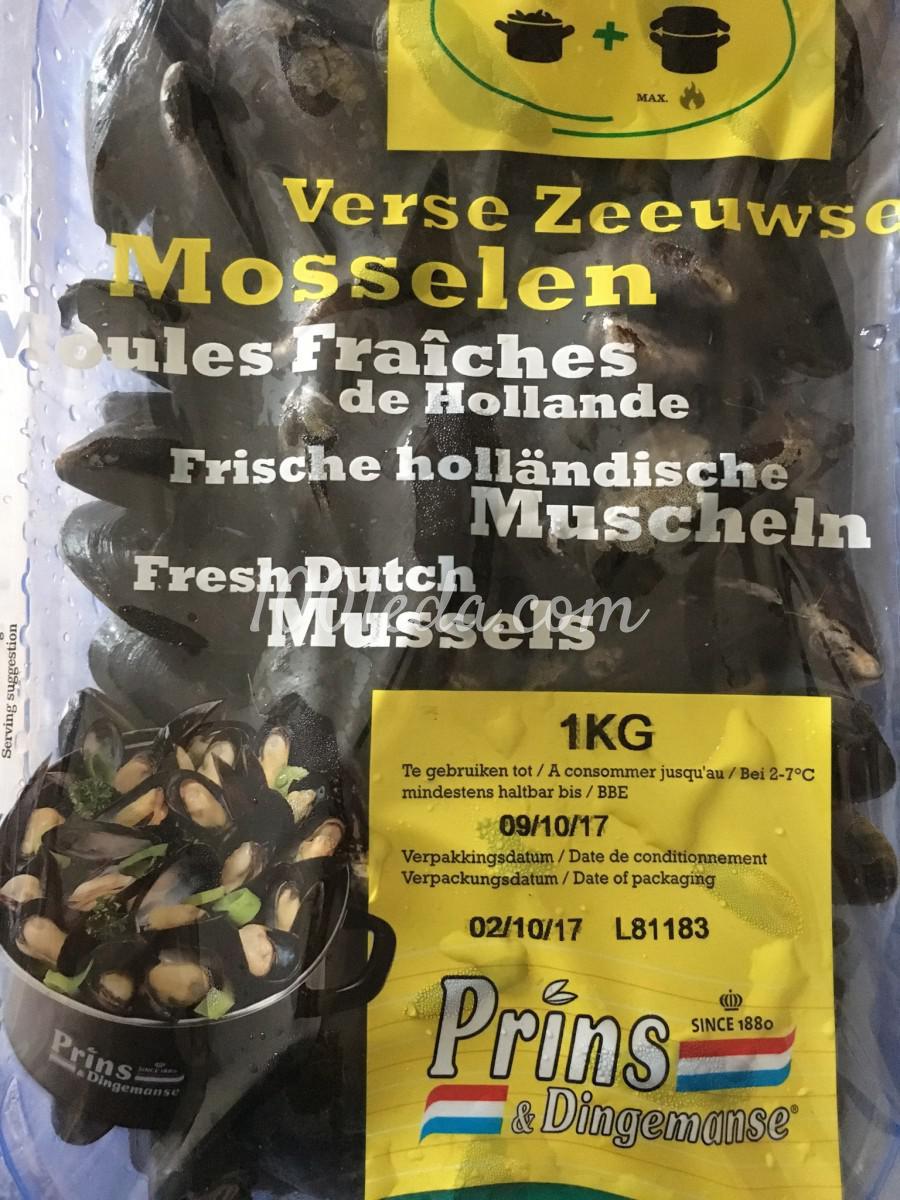 MAX.
Verse Zeeuwse
Mosselen
Moules Fraîches
de Hollande
Frische holländische
Muscheln
Fresh Dutch
Mussels
Serving suggestion
1KG
Te gebruiken tot / A consommer jusqu'au / Bei 2-7°C
mindestens haltbar bis / BBE
09/10/17
Verpakkingsdatum / Date de conditionnement
Verpackungsdatum / Date of packaging
02/10/17 L81183
Prins
SINCE 1880
& Dingemanse®
Prins
SINCE 1880
& Dingemanse